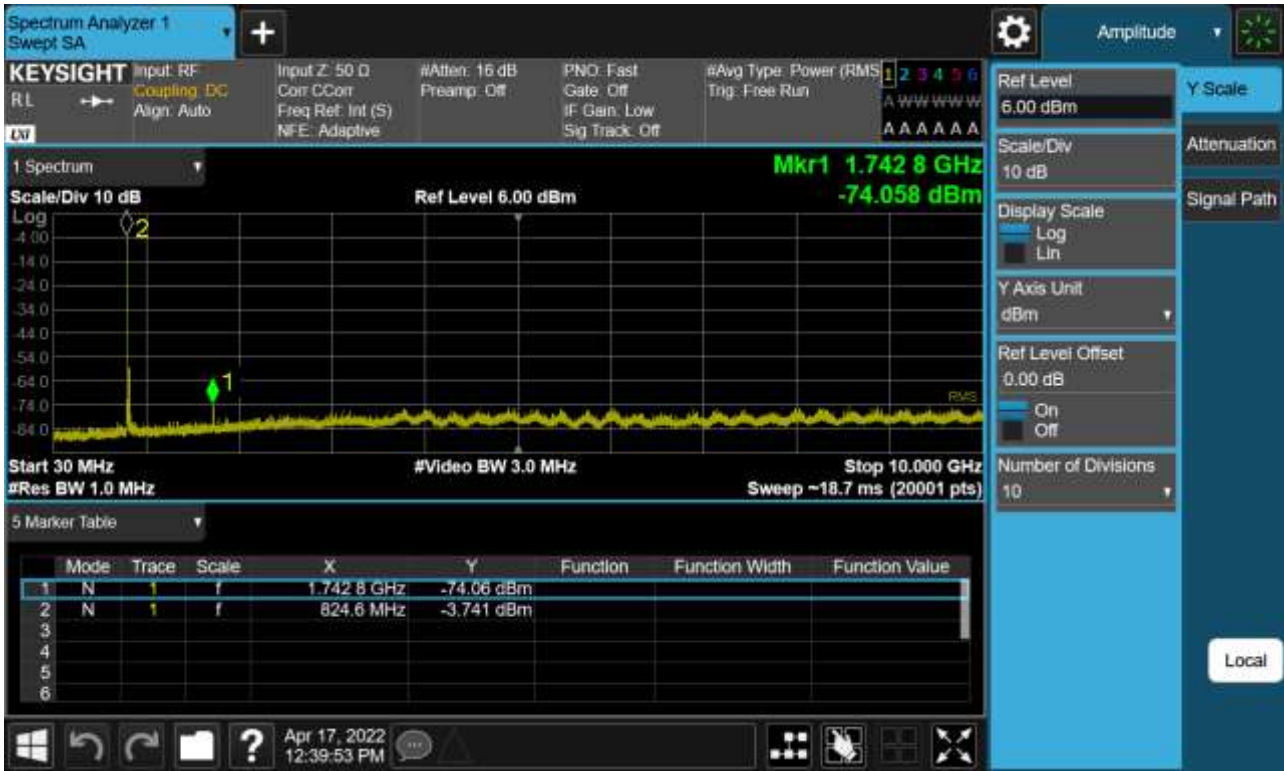 Spectrum Analyzer 1
Swept SA
+
Amplitude
KEYSIGHT
RL
LXI
Input: RF
Coupling: DC
Align: Auto
Input Z: 50 Ω
Corr CCorr
Freq Ref: Int (S)
NFE: Adaptive
#Atten: 16 dB
Preamp: Off
PNO: Fast
Gate: Off
IF Gain: Low
Sig Track: Off
#Avg Type: Power (RMS
Trig: Free Run
1 2 3 4 5 6
A W W W W W
A A A A A A
1 Spectrum
Mkr1 1.742 8 GHz
-74.058 dBm
Scale/Div 10 dB
Ref Level 6.00 dBm
Log
-4.00
-14.0
-24.0
-34.0
-44.0
-54.0
-64.0
-74.0
-84.0
2
1
RMS
Start 30 MHz
#Video BW 3.0 MHz
Stop 10.000 GHz
#Res BW 1.0 MHz
Sweep ~18.7 ms (20001 pts)
5 Marker Table
Mode Trace Scale X Y Function Function Width Function Value
1 N 1 f 1.742 8 GHz -74.06 dBm
2 N 1 f 824.6 MHz -3.741 dBm
3
4
5
6
Ref Level
6.00 dBm
Scale/Div
10 dB
Display Scale
Log
Lin
Y Axis Unit
dBm
Ref Level Offset
0.00 dB
On
Off
Number of Divisions
10
Y Scale
Attenuation
Signal Path
Local
?
Apr 17, 2022
12:39:53 PM